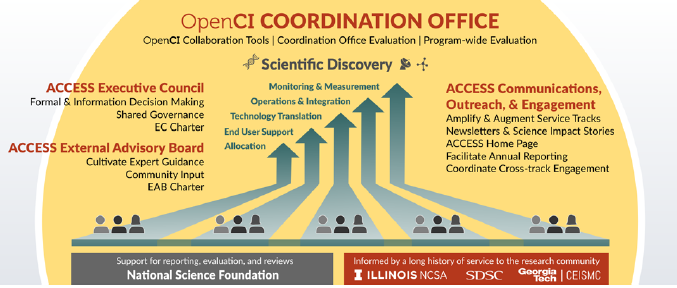 OpenCI COORDINATION OFFICE
OpenCI Collaboration Tools | Coordination Office Evaluation | Program-wide Evaluation
Scientific Discovery
ACCESS Executive Council
Formal & Information Decision Making
Shared Governance
EC Charter
ACCESS External Advisory Board
Cultivate Expert Guidance
Community Input
EAB Charter
Monitoring & Measurement
Operations & Integration
Technology Translation
End User Support
Allocation
ACCESS Communications,
Outreach, & Engagement
Amplify & Augment Service Tracks
Newsletters & Science Impact Stories
ACCESS Home Page
Facilitate Annual Reporting
Coordinate Cross-track Engagement
Support for reporting, evaluation, and reviews
National Science Foundation
Informed by a long history of service to the research community
I ILLINOIS NCSA
SDSC
Georgia
Tech
CEISMC